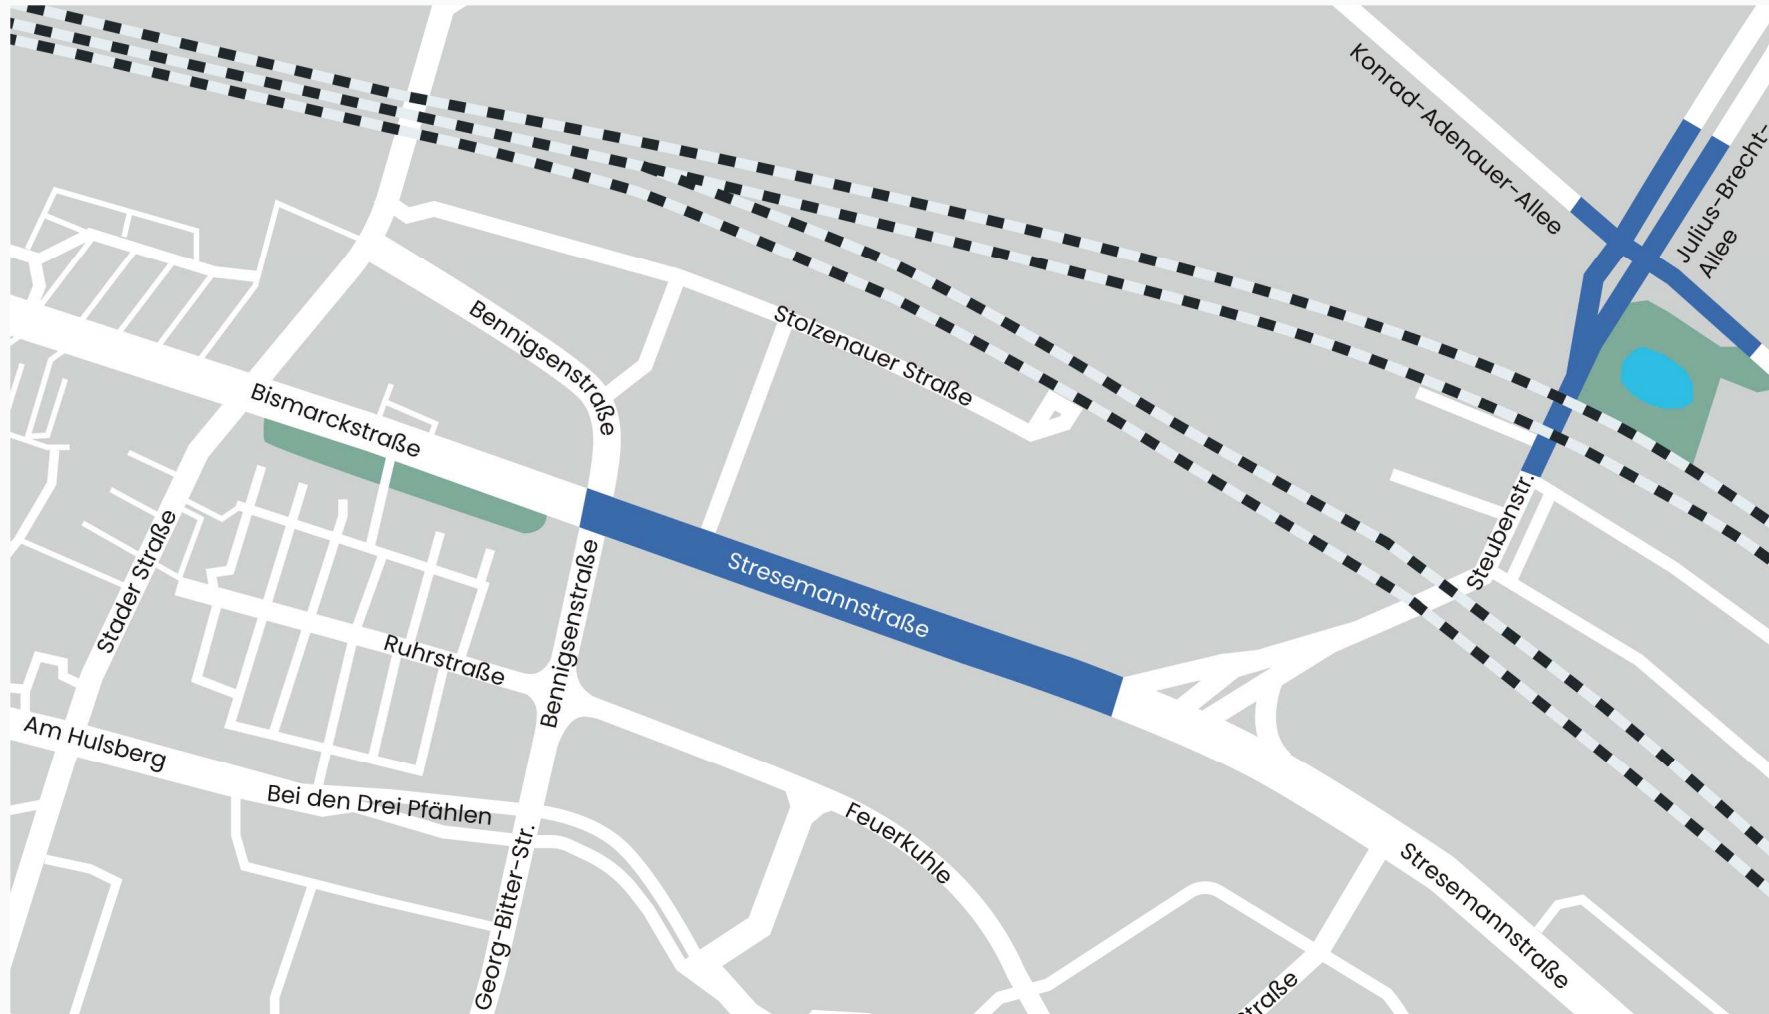 Konrad-Adenauer-Allee
Julius-Brecht-
Allee
Bennigsenstraße
Stolzenauer Straße
Bismarckstraße
Steubenstr.
Stader Straße
Bennigsenstraße
Stresemannstraße
Ruhrstraße
Am Hulsberg
Bei den Drei Pfählen
Feuerkuhle
Georg-Bitter-Str.
Stresemannstraße
straße